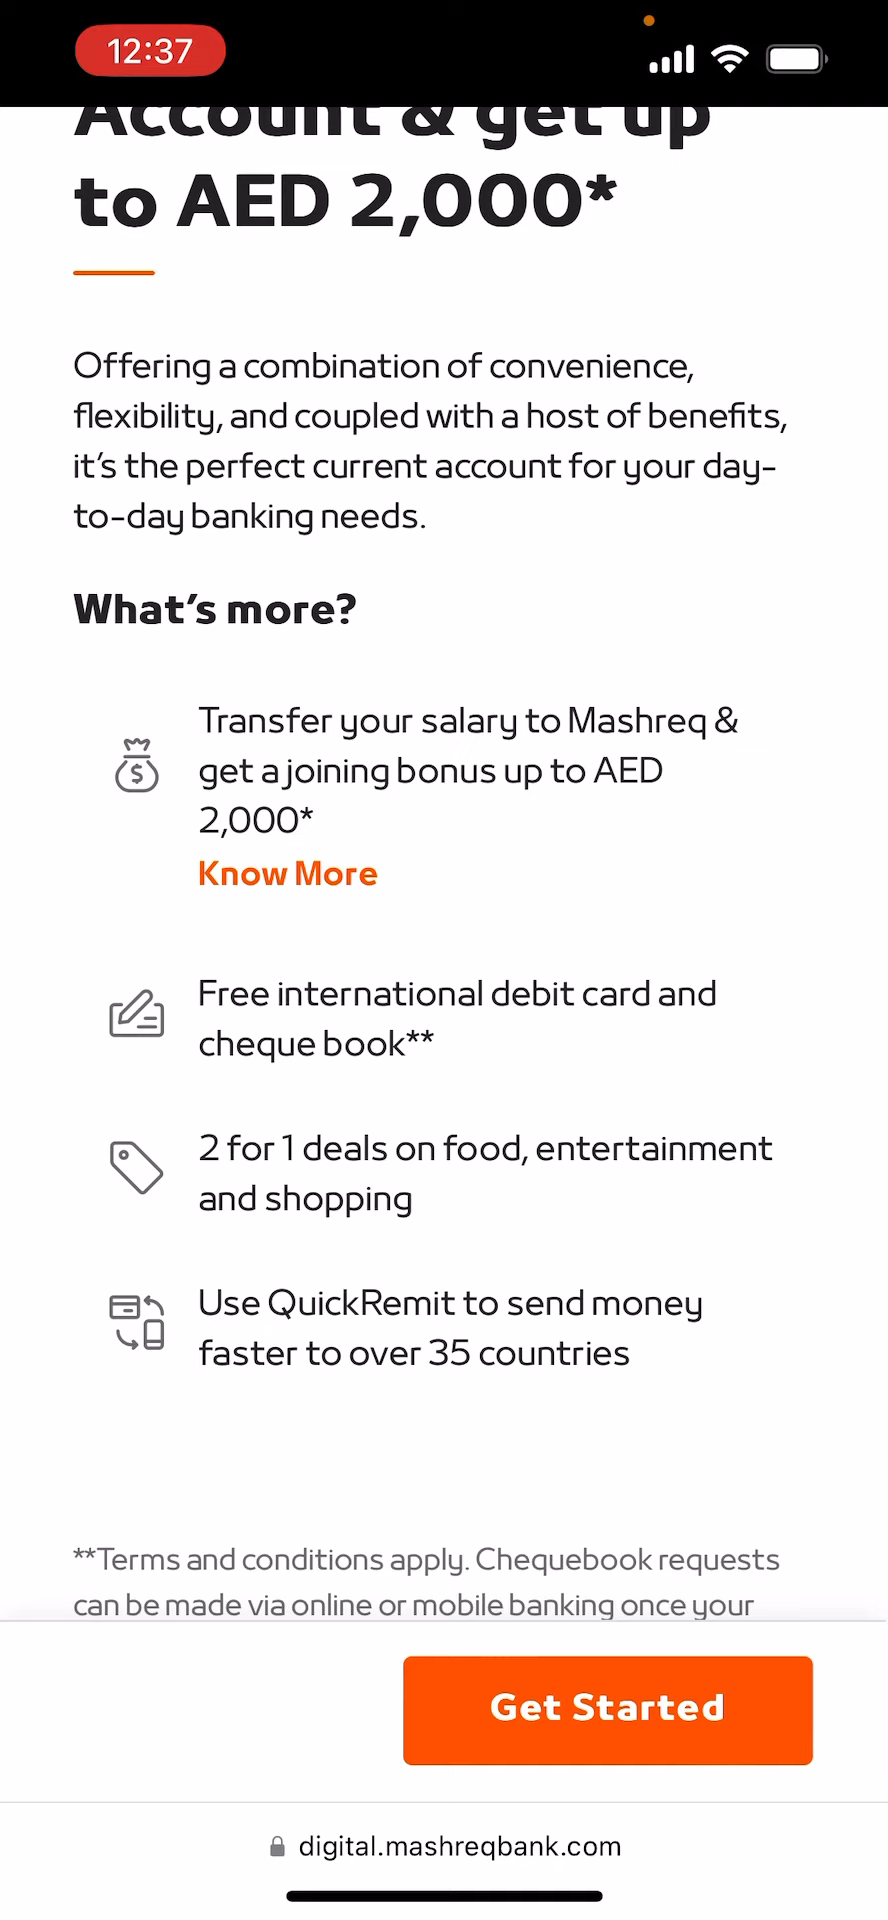 12:37
Account & get up
to AED 2,000*
Offering a combination of convenience,
flexibility, and coupled with a host of benefits,
it's the perfect current account for your day-
to-day banking needs.
What's more?
Transfer your salary to Mashreq &
get a joining bonus up to AED
2,000*
Know More
Free international debit card and
cheque book**
2 for 1 deals on food, entertainment
and shopping
Use QuickRemit to send money
faster to over 35 countries
**Terms and conditions apply. Chequebook requests
can be made via online or mobile banking once your
Get Started
digital.mashreqbank.com